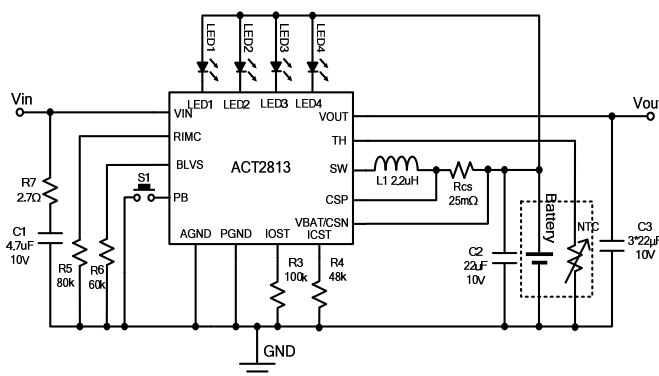 LED1
LED2
LED3
LED4
Vin
LED1 LED2 LED3 LED4
VIN
VOUT
Vou
RIMC
TH
BLVS
ACT2813
SW
L1 2.2uH
Rcs
25mΩ
S1
PB
CSP
R7
2.7Ω
VBAT/CSN
AGND PGND IOST ICST
Battery
NTC
C1
4.7uF
10V
R5
80k
R6
60k
R3
100k
R4
48k
C2
22uF
10V
C3
3*22µF
10V
GND